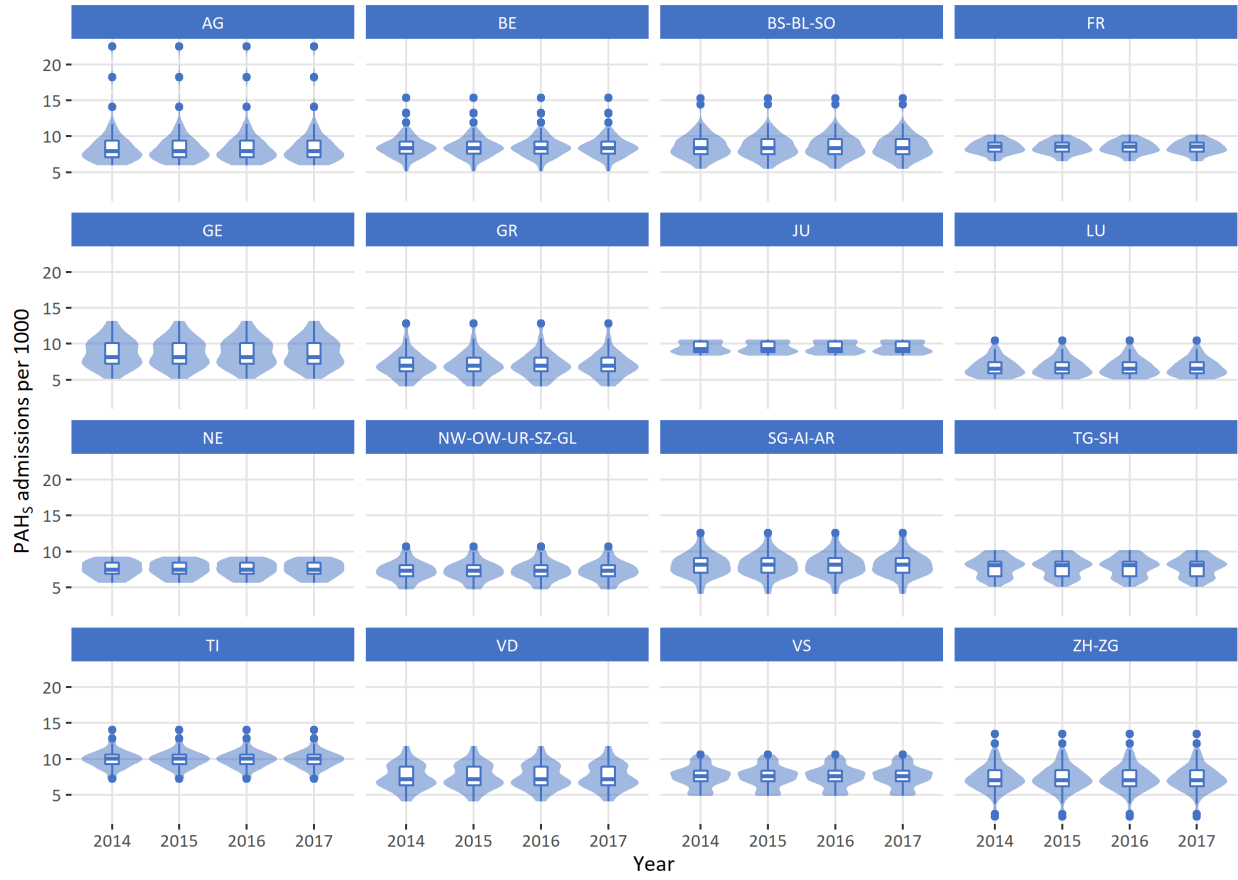 AG BE BS-BL-SO FR
20
15
10
5
GE GR JU LU
20
15
10
5
NE NW-OW-UR-SZ-GL SG-AI-AR TG-SH
20
15
10
5
TI VD VS ZH-ZG
20
15
10
5
2014 2015 2016 2017 2014 2015 2016 2017 2014 2015 2016 2017 2014 2015 2016 2017
Year
PAHS admissions per 1000